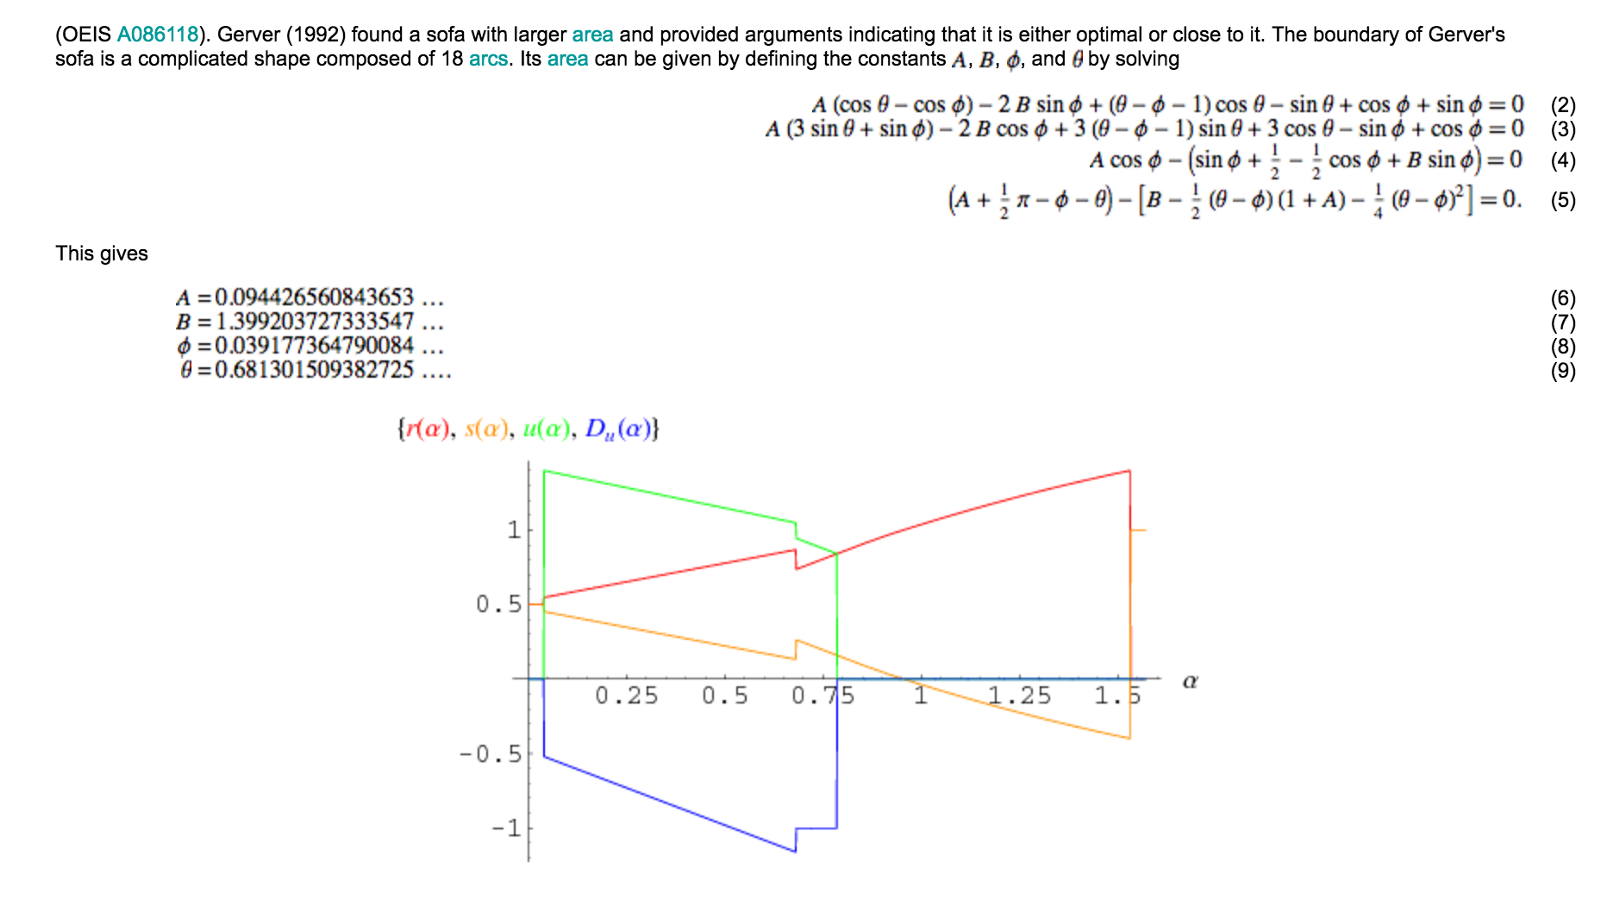 (OEIS A086118). Gerver (1992) found a sofa with larger area and provided arguments indicating that it is either optimal or close to it. The boundary of Gerver's
sofa is a complicated shape composed of 18 arcs. Its area can be given by defining the constants A, B, ϕ, and θ by solving
A (cos θ – cos ϕ) – 2 B sin ϕ + (θ – ϕ – 1) cos θ – sin θ + cos ϕ + sin ϕ = 0 (2)
A (3 sin θ + sin ϕ) – 2 B cos ϕ + 3 (θ – ϕ – 1) sin θ + 3 cos θ – sin ϕ + cos ϕ = 0 (3)
A cos ϕ – (sin ϕ + 1/2 – 1/2 cos ϕ + B sin ϕ) = 0 (4)
(A + 1/2 π – ϕ – θ) – [B – 1/2 (θ – ϕ) (1 + A) – 1/4 (θ – ϕ)²] = 0. (5)
This gives
A = 0.094426560843653 ... (6)
B = 1.399203727333547 ... (7)
ϕ = 0.039177364790084 ... (8)
θ = 0.681301509382725 .... (9)
{r(α), s(α), u(α), Dᵤ(α)}
1
0.5
0.25 0.5 0.75 1 1.25 1.5 α
-0.5
-1